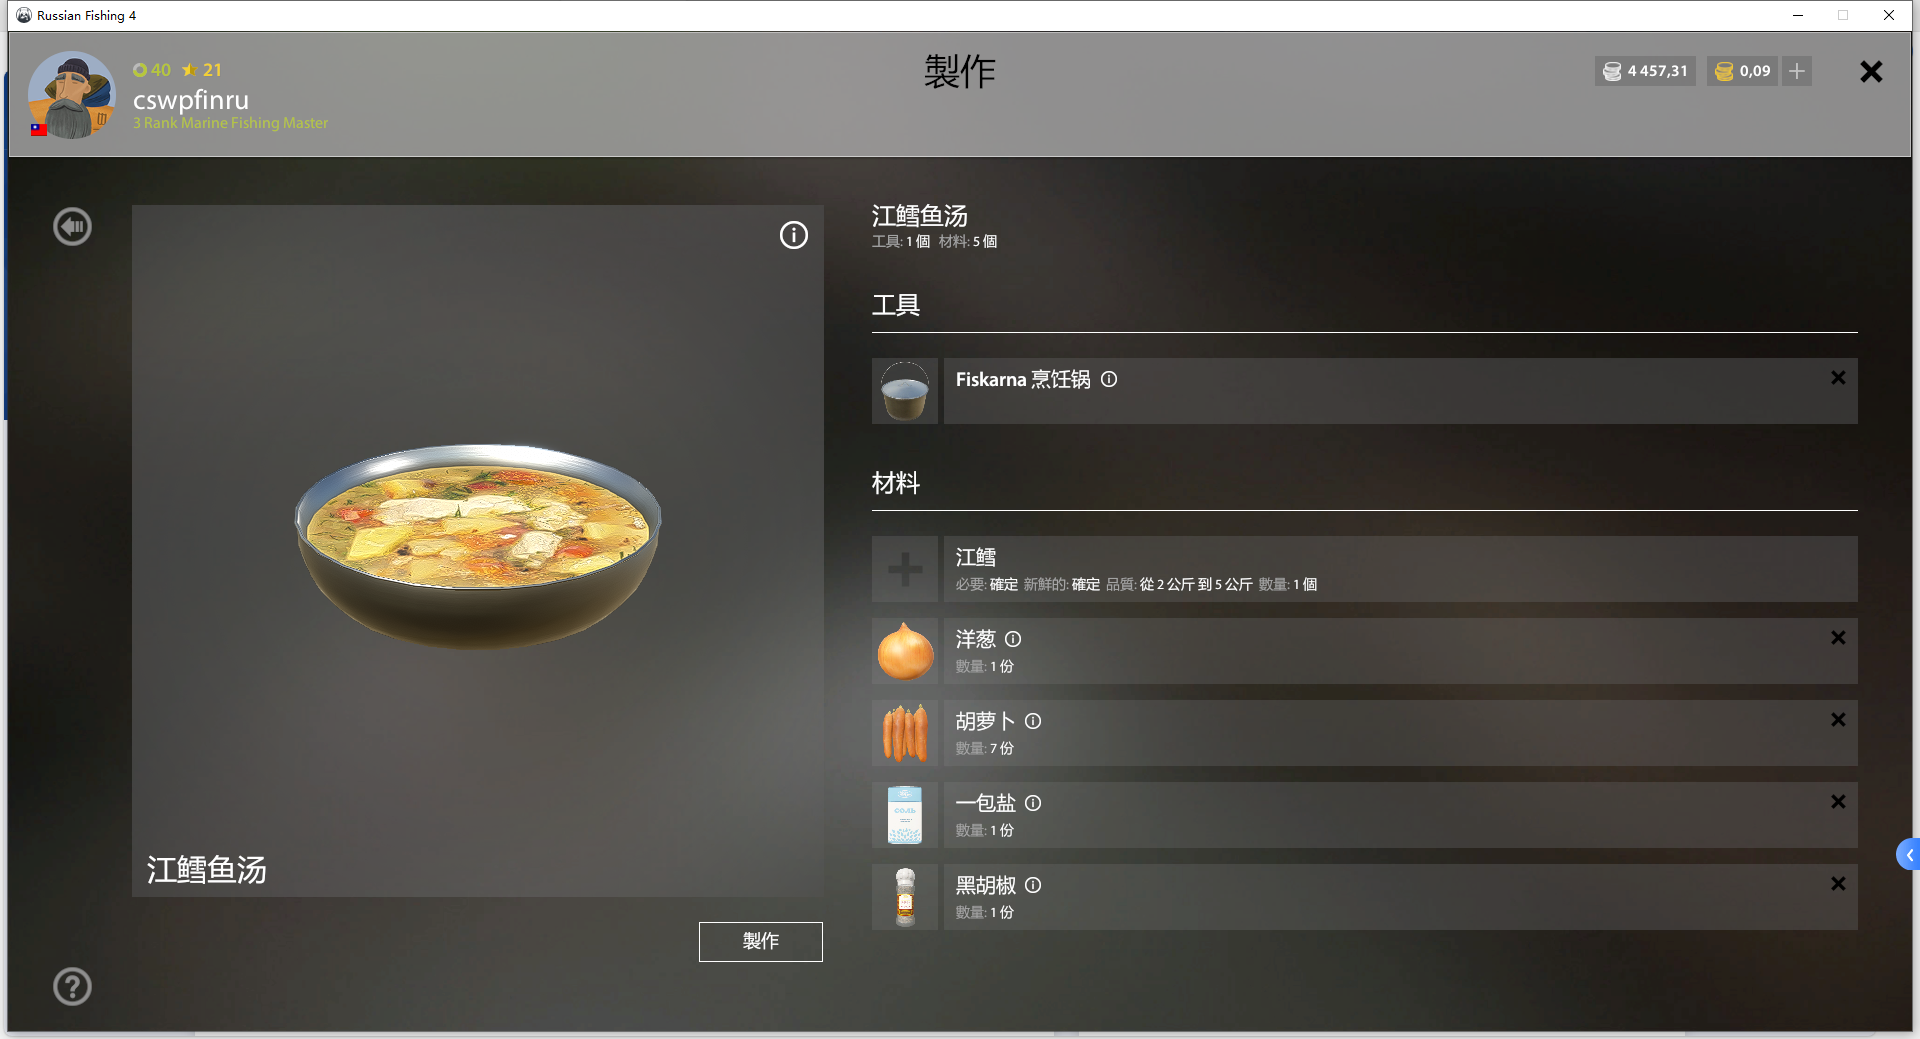 Russian Fishing 4
40 21
cswpfinru
3 Rank Marine Fishing Master
製作
4 457,31
0,09
江鳕鱼汤
工具: 1 個 材料: 5 個
工具
Fiskarna 烹饪锅
材料
江鳕
必要: 確定 新鮮的: 確定 品質: 從 2 公斤 到 5 公斤 數量: 1 個
洋葱
數量: 1 份
胡萝卜
數量: 7 份
一包盐
數量: 1 份
黑胡椒
數量: 1 份
江鳕鱼汤
製作